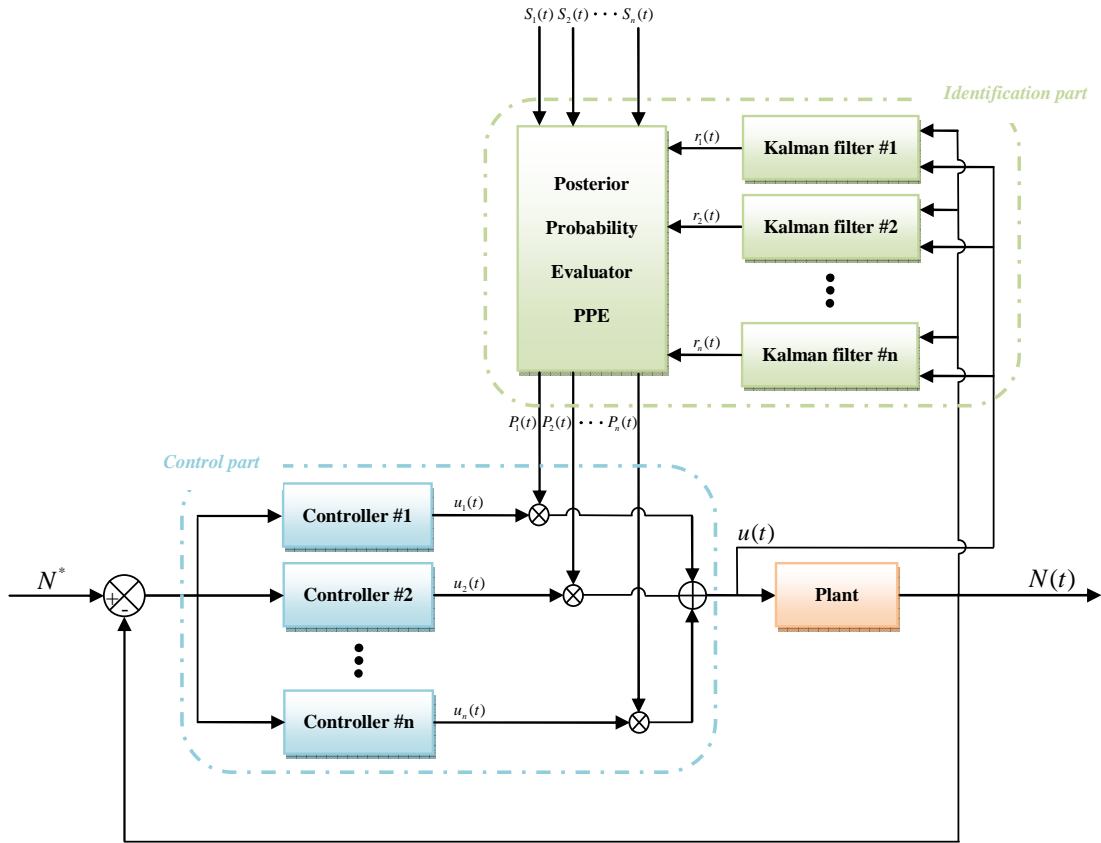 S₁(t) S₂(t) ··· Sₙ(t)
Identification part
Posterior
Probability
Evaluator
PPE
r₁(t)
Kalman filter #1
r₂(t)
Kalman filter #2
rₙ(t)
Kalman filter #n
P₁(t) P₂(t) ··· Pₙ(t)
Control part
Controller #1
u₁(t)
N*
+
-
Controller #2
u₂(t)
u(t)
Plant
N(t)
Controller #n
uₙ(t)